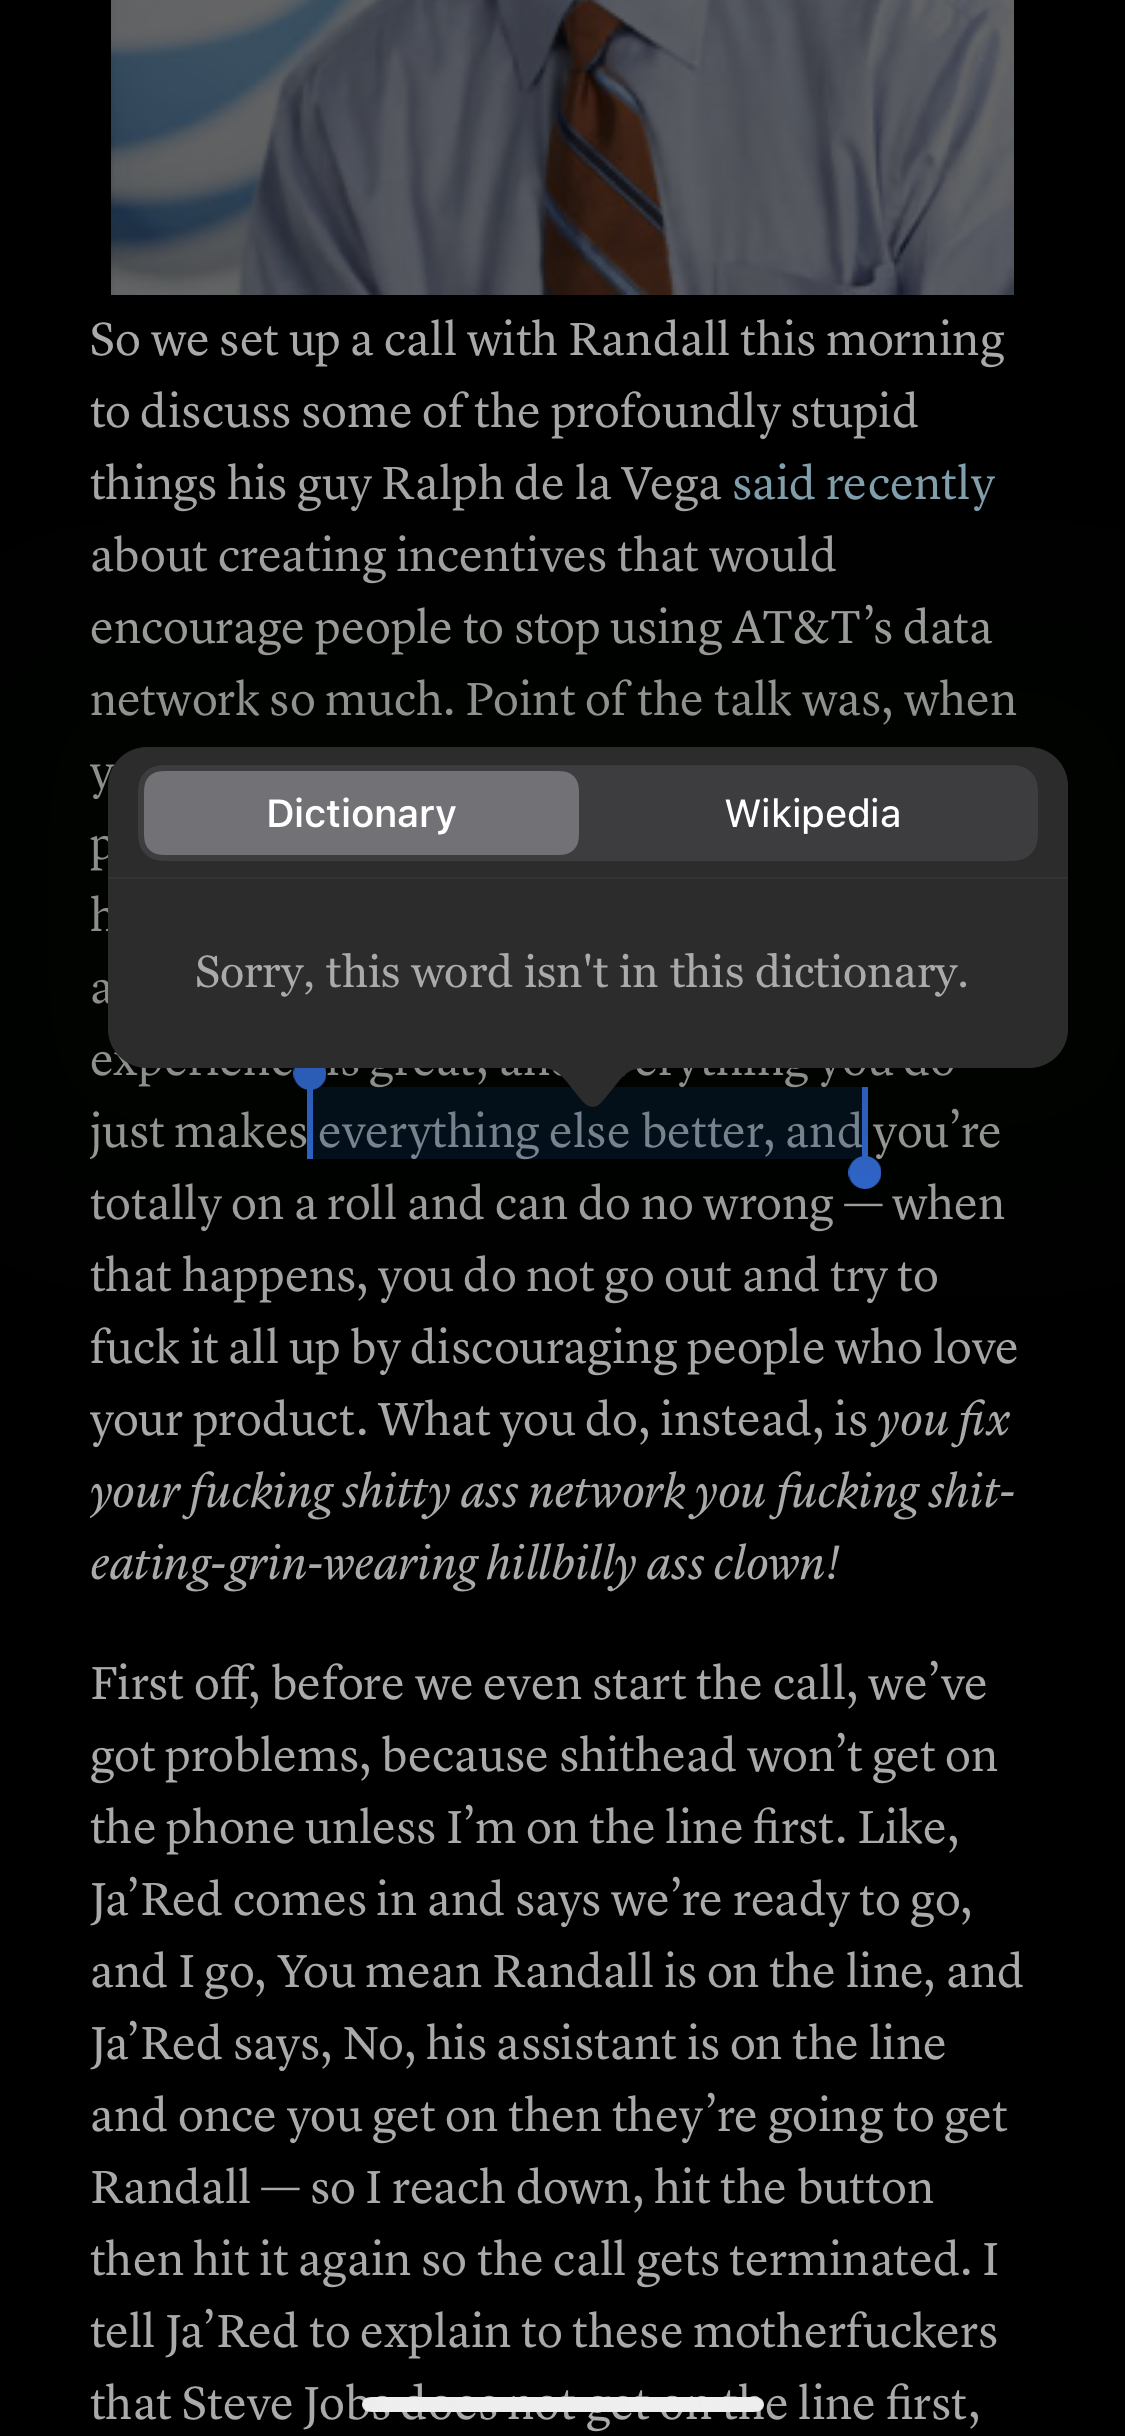 So we set up a call with Randall this morning
to discuss some of the profoundly stupid
things his guy Ralph de la Vega said recently
about creating incentives that would
encourage people to stop using AT&T’s data
network so much. Point of the talk was, when
Dictionary
Wikipedia
Sorry, this word isn't in this dictionary.
is great, you do
just makes everything else better, and you’re
totally on a roll and can do no wrong — when
that happens, you do not go out and try to
fuck it all up by discouraging people who love
your product. What you do, instead, is you fix
your fucking shitty ass network you fucking shit-
eating-grin-wearing hillbilly ass clown!
First off, before we even start the call, we’ve
got problems, because shithead won’t get on
the phone unless I’m on the line first. Like,
Ja’Red comes in and says we’re ready to go,
and I go, You mean Randall is on the line, and
Ja’Red says, No, his assistant is on the line
and once you get on then they’re going to get
Randall — so I reach down, hit the button
then hit it again so the call gets terminated. I
tell Ja’Red to explain to these motherfuckers
that Steve Jobs does not get on the line first,